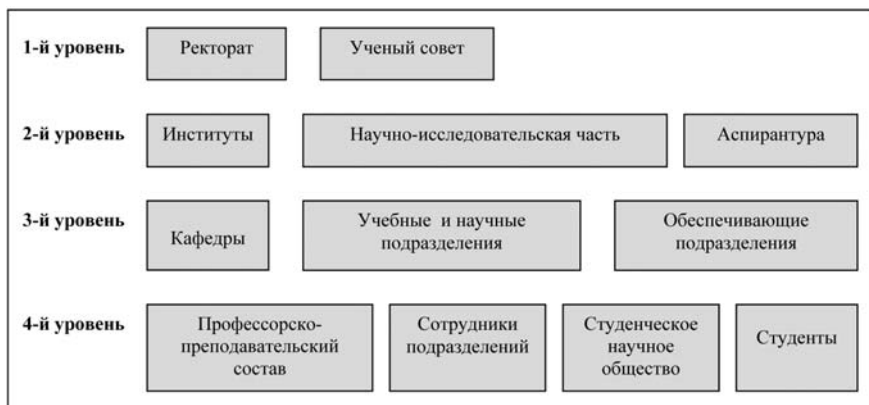 1-й уровень
Ректорат
Ученый совет
2-й уровень
Институты
Научно-исследовательская часть
Аспирантура
3-й уровень
Кафедры
Учебные и научные
подразделения
Обеспечивающие
подразделения
4-й уровень
Профессорско-
преподавательский
состав
Сотрудники
подразделений
Студенческое
научное
общество
Студенты